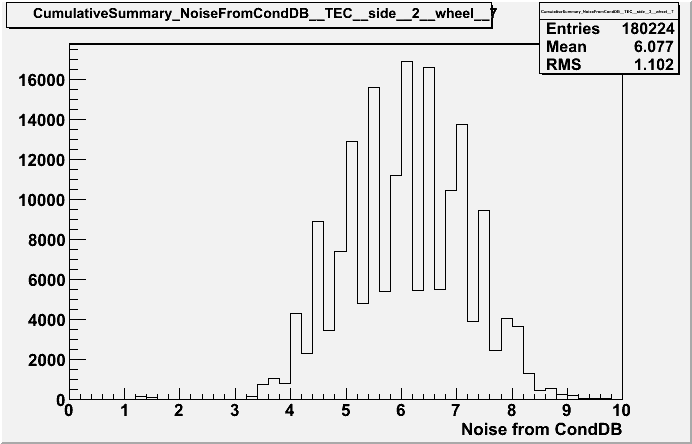 CumulativeSummary_NoiseFromCondDB__TEC__side__2__wheel__7
CumulativeSummary_NoiseFromCondDB__TEC__side__2__wheel__7
Entries 180224
Mean 6.077
RMS 1.102
16000
14000
12000
10000
8000
6000
4000
2000
0
0 1 2 3 4 5 6 7 8 9 10
Noise from CondDB